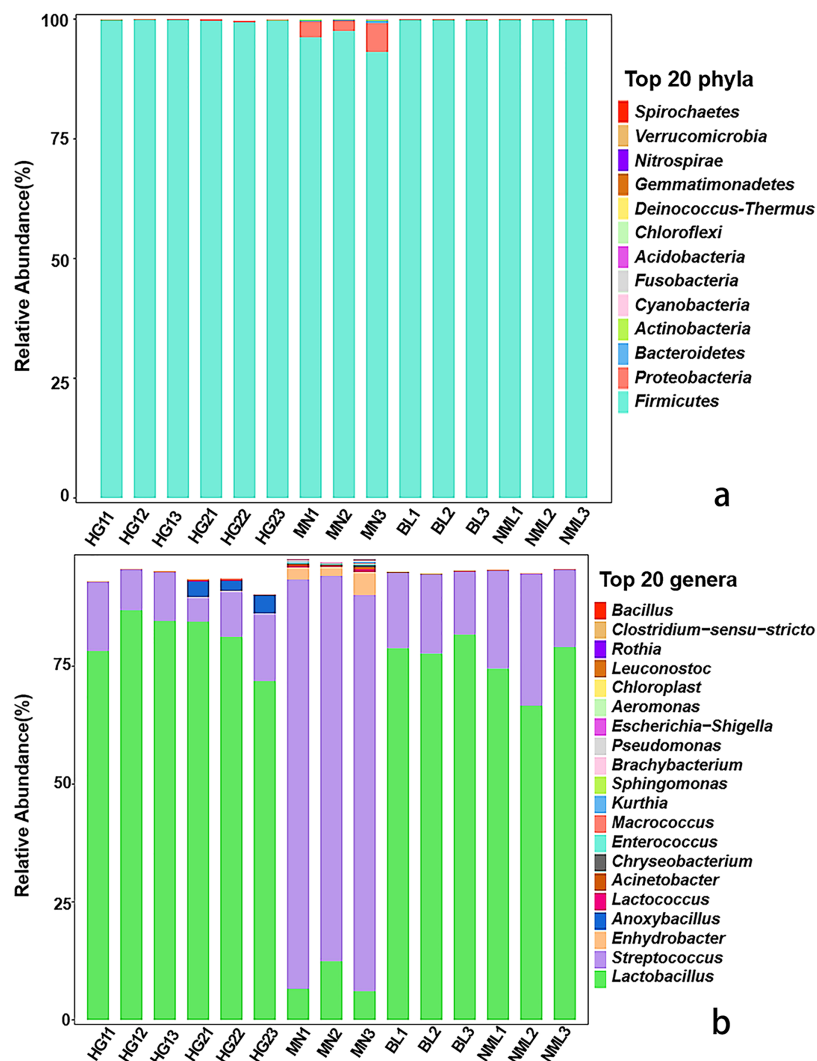 100
75
50
25
0
Relative Abundance(%)
HG11 HG12 HG13 HG21 HG22 HG23 MN1 MN2 MN3 BL1 BL2 BL3 NML1 NML2 NML3
Top 20 phyla
Spirochaetes
Verrucomicrobia
Nitrospirae
Gemmatimonadetes
Deinococcus-Thermus
Chloroflexi
Acidobacteria
Fusobacteria
Cyanobacteria
Actinobacteria
Bacteroidetes
Proteobacteria
Firmicutes
a
75
50
25
0
Relative Abundance(%)
HG11 HG12 HG13 HG21 HG22 HG23 MN1 MN2 MN3 BL1 BL2 BL3 NML1 NML2 NML3
Top 20 genera
Bacillus
Clostridium−sensu−stricto
Rothia
Leuconostoc
Chloroplast
Aeromonas
Escherichia−Shigella
Pseudomonas
Brachybacterium
Sphingomonas
Kurthia
Macrococcus
Enterococcus
Chryseobacterium
Acinetobacter
Lactococcus
Anoxybacillus
Enhydrobacter
Streptococcus
Lactobacillus
b